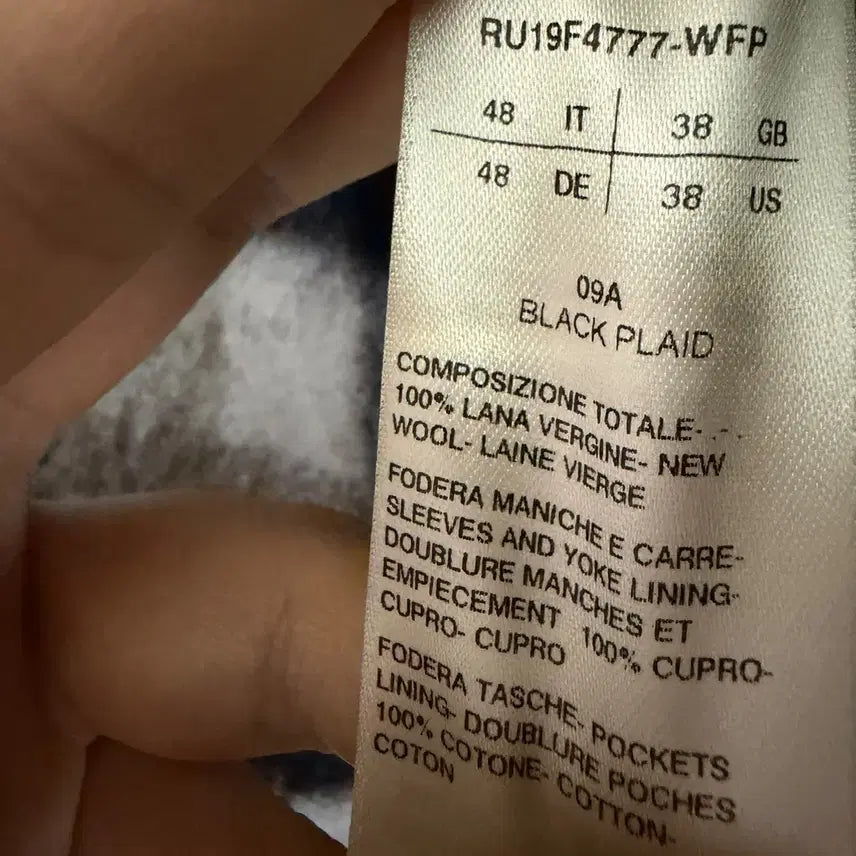 RU19F4777-WFP
48 IT 38 GB
48 DE 38 US
09A
BLACK PLAID
COMPOSIZIONE TOTALE-
100% LANA VERGINE- NEW
WOOL- LAINE VIERGE
FODERA MANICHE E CARRE-
SLEEVES AND YOKE LINING-
DOUBLURE MANCHES ET
EMPIECEMENT 100% CUPRO-
CUPRO- CUPRO
FODERA TASCHE- POCKETS
LINING- DOUBLURE POCHES
100% COTONE- COTTON-
COTON